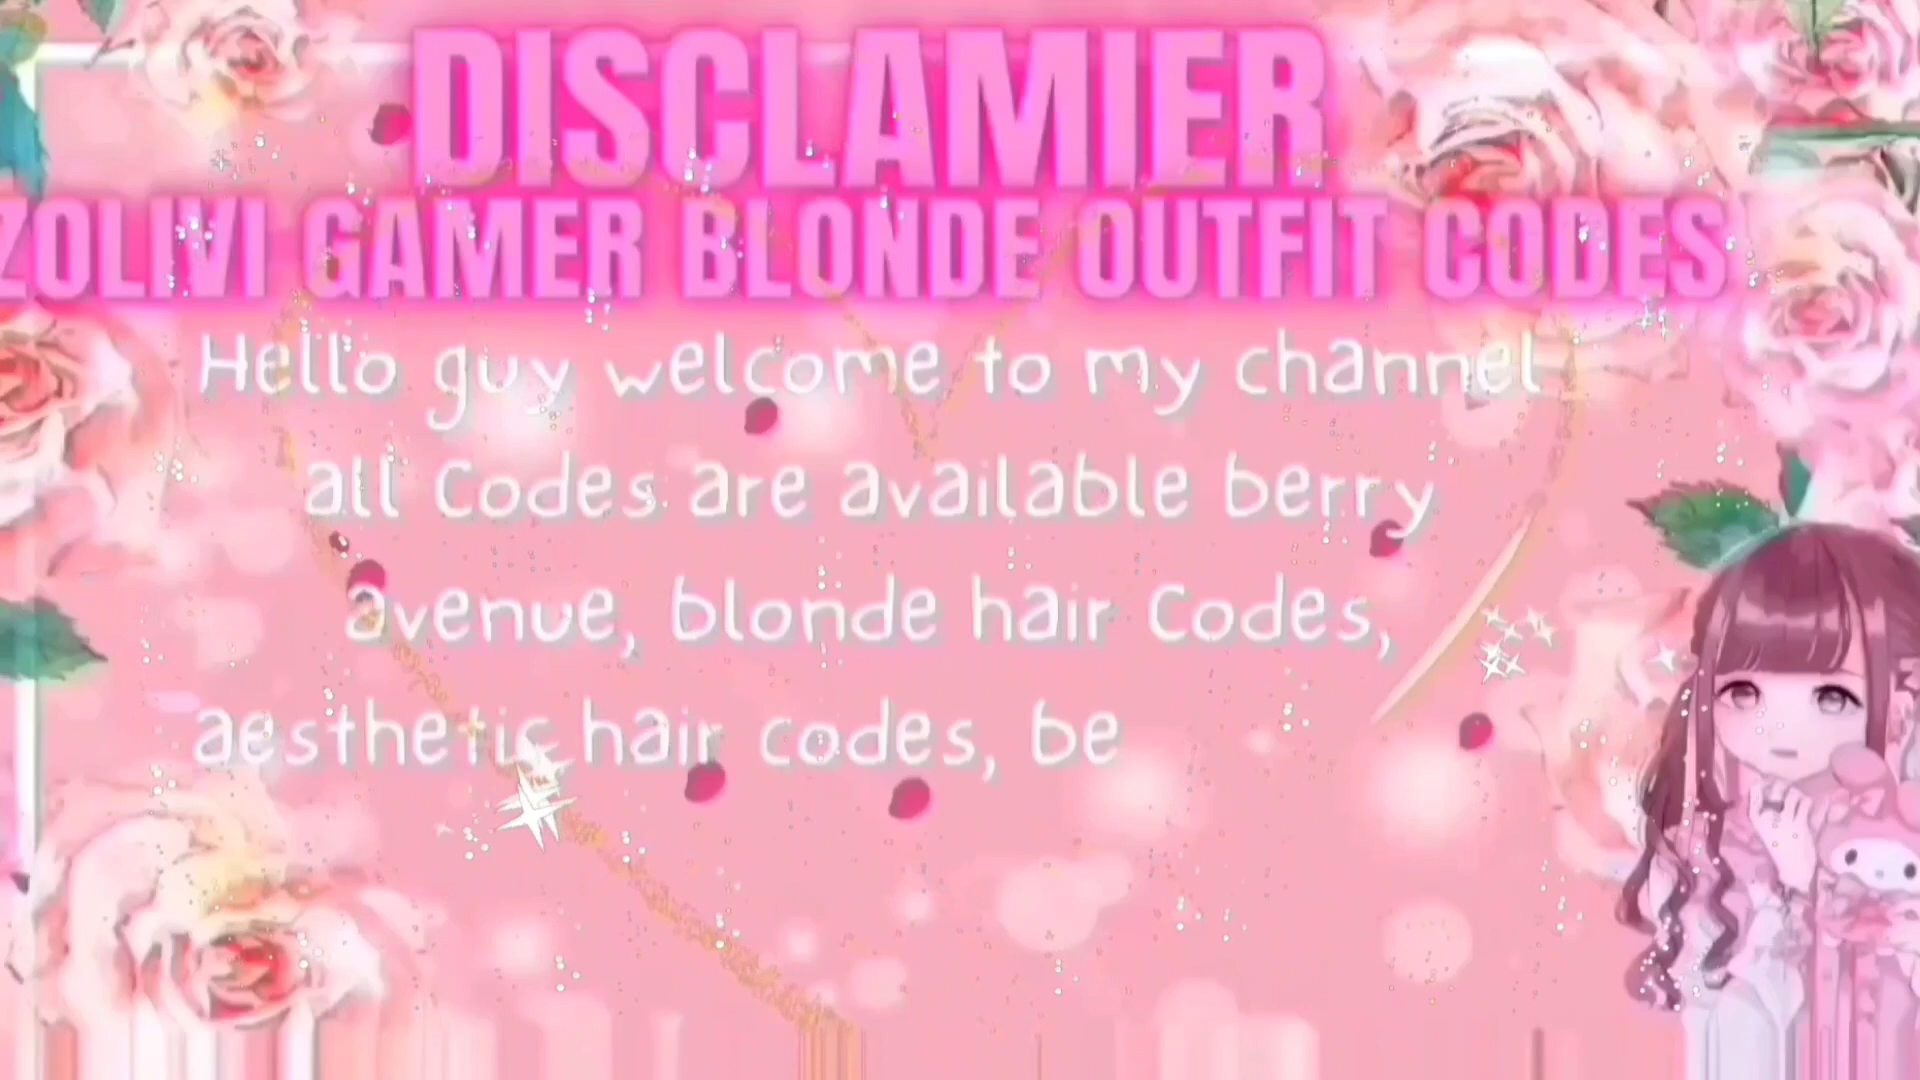 DISCLAMIER
ZOLIVI GAMER BLONDE OUTFIT CODES
Hello guy welcome to my channel
all Codes are available berry
avenue, blonde hair Codes,
aesthetic hair codes, be